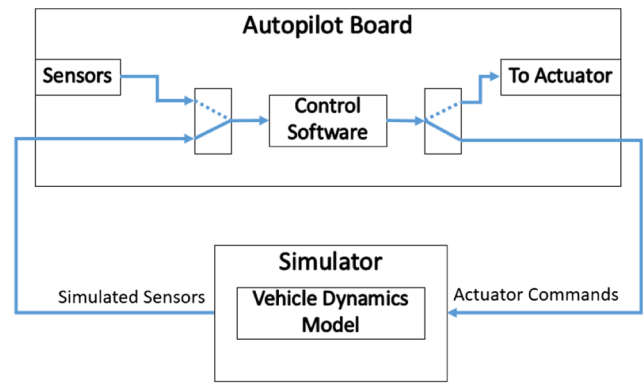 Autopilot Board
Sensors
To Actuator
Control
Software
Simulator
Simulated Sensors
Vehicle Dynamics
Model
Actuator Commands